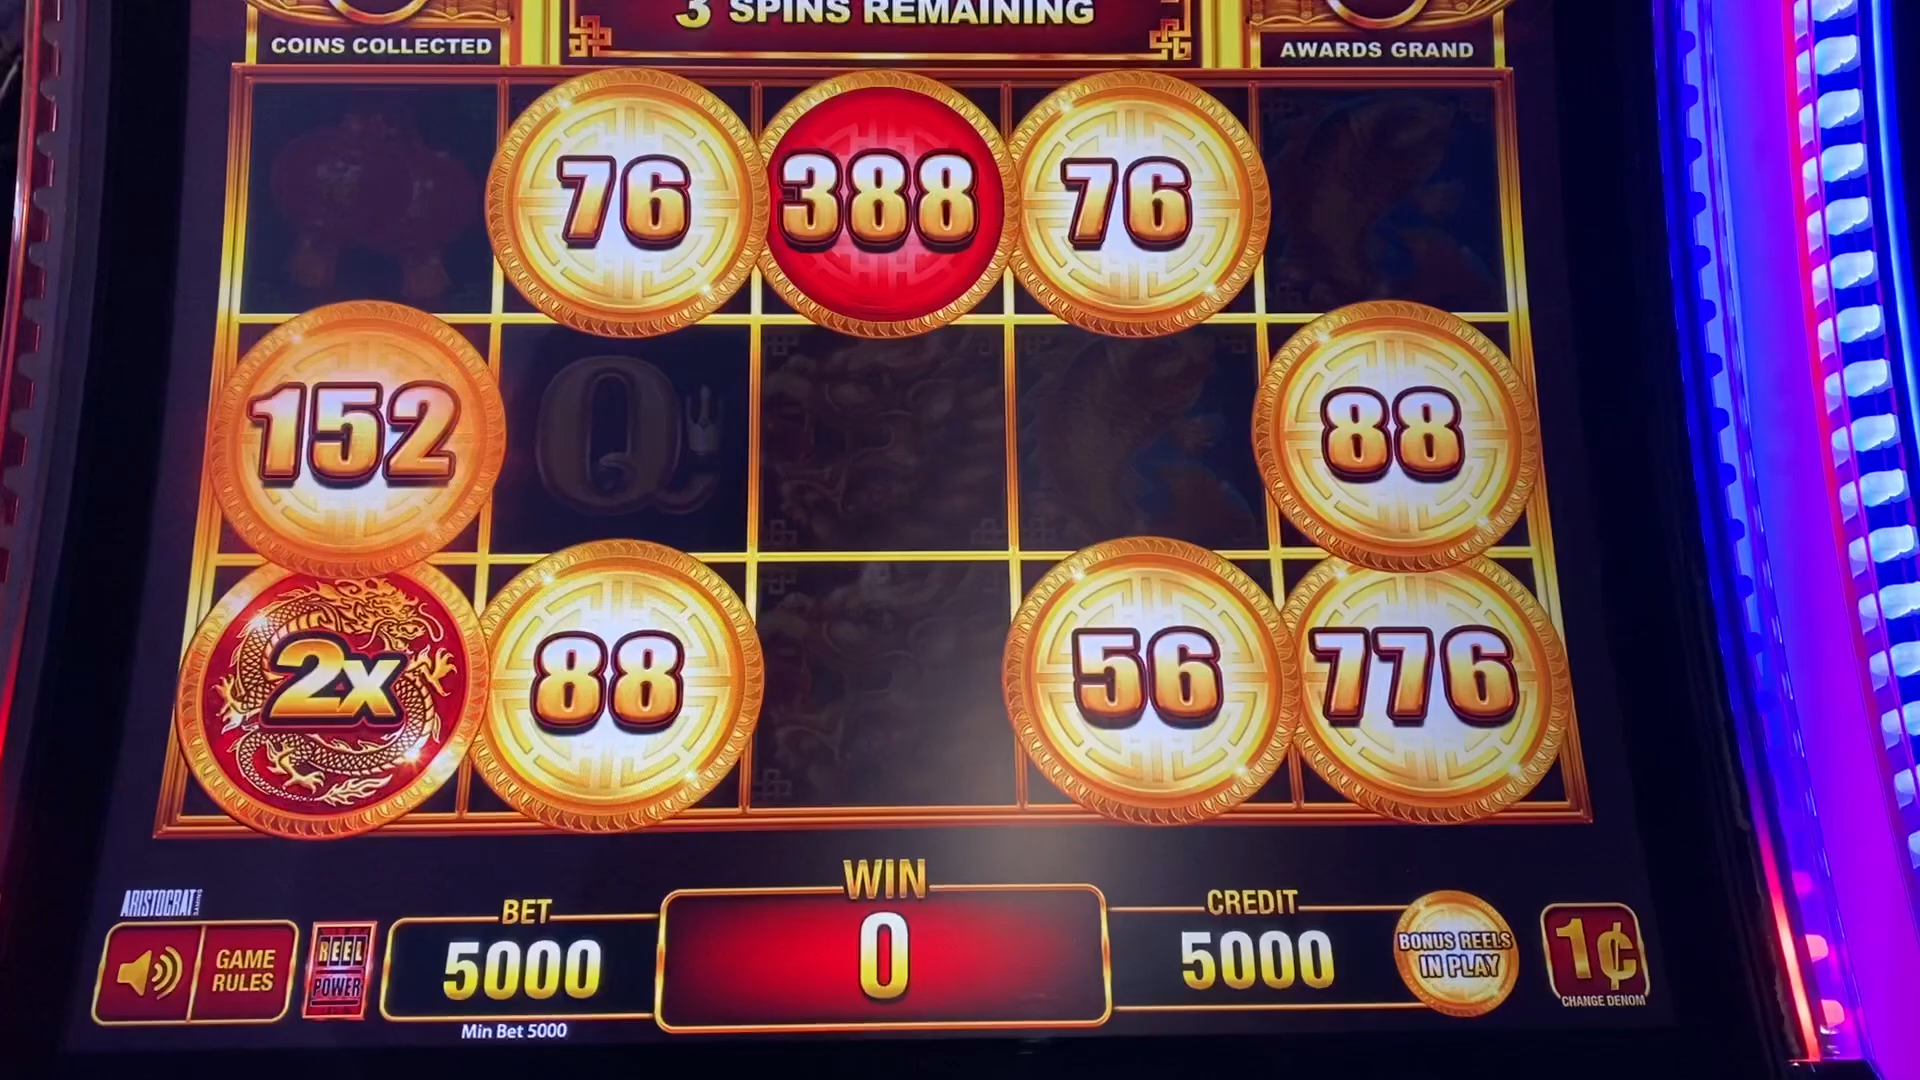 3 SPINS REMAINING
COINS COLLECTED
AWARDS GRAND
76
388
76
152
Q
88
2x
88
56
776
ARISTOCRAT GAMING
GAME
RULES
REEL
POWER
BET
5000
Min Bet 5000
WIN
0
CREDIT
5000
BONUS REELS
IN PLAY
1¢
CHANGE DENOM